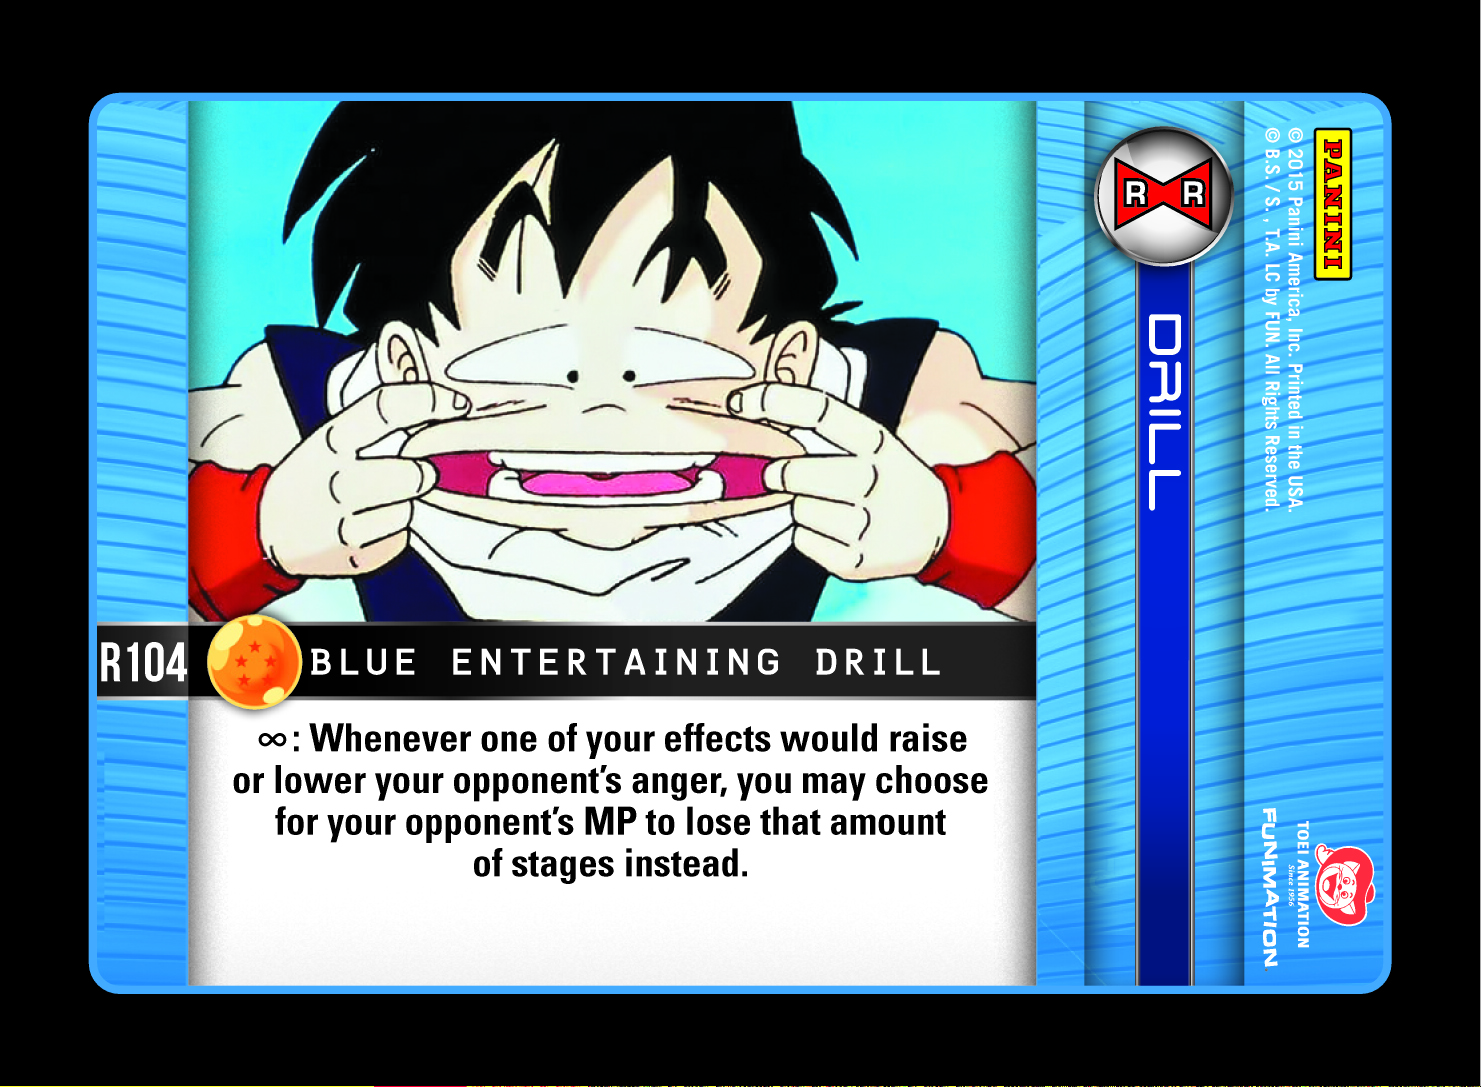 R104
BLUE ENTERTAINING DRILL
∞: Whenever one of your effects would raise
or lower your opponent’s anger, you may choose
for your opponent’s MP to lose that amount
of stages instead.
R R
DRILL
PANINI
© 2015 Panini America, Inc. Printed in the USA.
© B.S./ S. , T.A. LC by FUN. All Rights Reserved.
TOEI ANIMATION
Since 1956
FUNIMATION